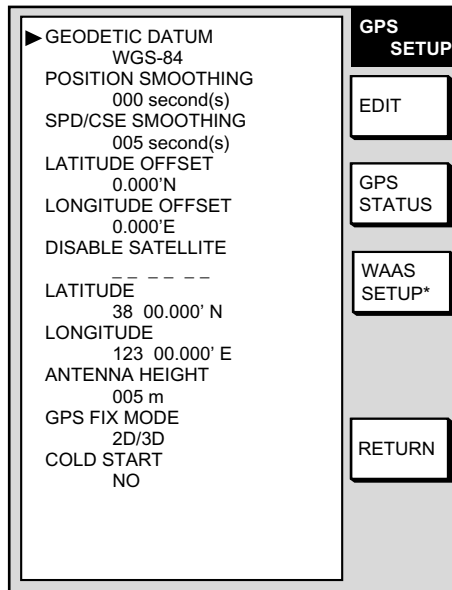 GEODETIC DATUM
WGS-84
POSITION SMOOTHING
000 second(s)
SPD/CSE SMOOTHING
005 second(s)
LATITUDE OFFSET
0.000’N
LONGITUDE OFFSET
0.000’E
DISABLE SATELLITE
_ _ _ _ _ _
LATITUDE
38 00.000’ N
LONGITUDE
123 00.000’ E
ANTENNA HEIGHT
005 m
GPS FIX MODE
2D/3D
COLD START
NO
GPS
SETUP
EDIT
GPS
STATUS
WAAS
SETUP*
RETURN